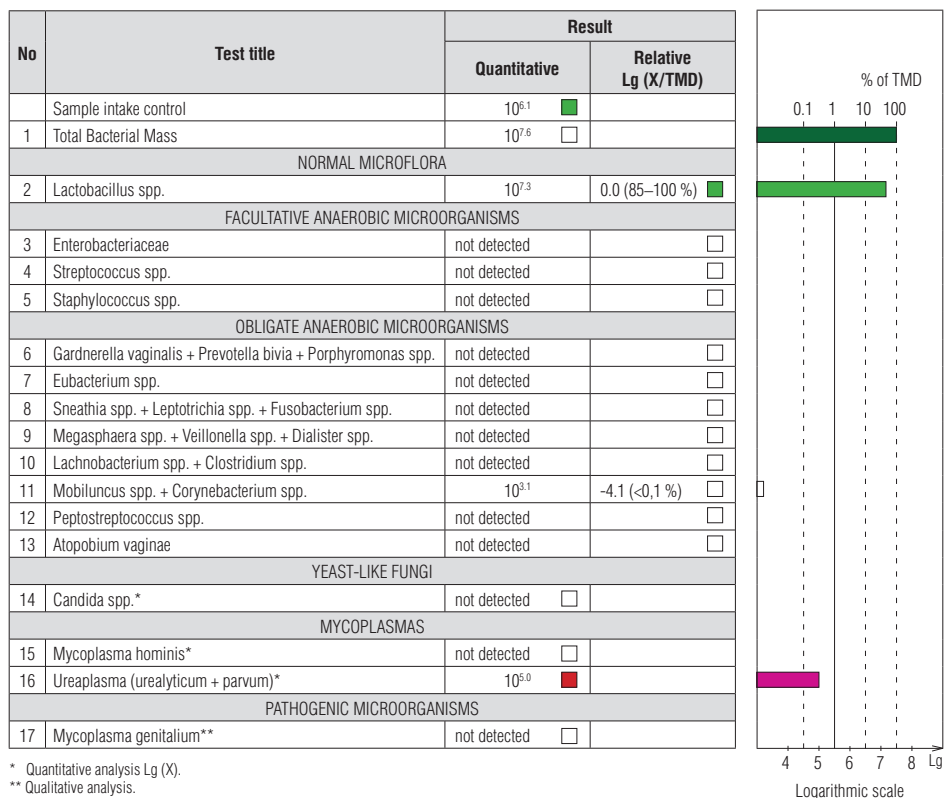 No Test title Result
Quantitative Relative Lg (X/TMD)
Sample intake control 10^6.1
1 Total Bacterial Mass 10^7.6
NORMAL MICROFLORA
2 Lactobacillus spp. 10^7.3 0.0 (85–100 %)
FACULTATIVE ANAEROBIC MICROORGANISMS
3 Enterobacteriaceae not detected
4 Streptococcus spp. not detected
5 Staphylococcus spp. not detected
OBLIGATE ANAEROBIC MICROORGANISMS
6 Gardnerella vaginalis + Prevotella bivia + Porphyromonas spp. not detected
7 Eubacterium spp. not detected
8 Sneathia spp. + Leptotrichia spp. + Fusobacterium spp. not detected
9 Megasphaera spp. + Veillonella spp. + Dialister spp. not detected
10 Lachnobacterium spp. + Clostridium spp. not detected
11 Mobiluncus spp. + Corynebacterium spp. 10^3.1 -4.1 (<0,1 %)
12 Peptostreptococcus spp. not detected
13 Atopobium vaginae not detected
YEAST-LIKE FUNGI
14 Candida spp.* not detected
MYCOPLASMAS
15 Mycoplasma hominis* not detected
16 Ureaplasma (urealyticum + parvum)* 10^5.0
PATHOGENIC MICROORGANISMS
17 Mycoplasma genitalium** not detected
* Quantitative analysis Lg (X).
** Qualitative analysis.
% of TMD
0.1 1 10 100
4 5 6 7 8 Lg
Logarithmic scale